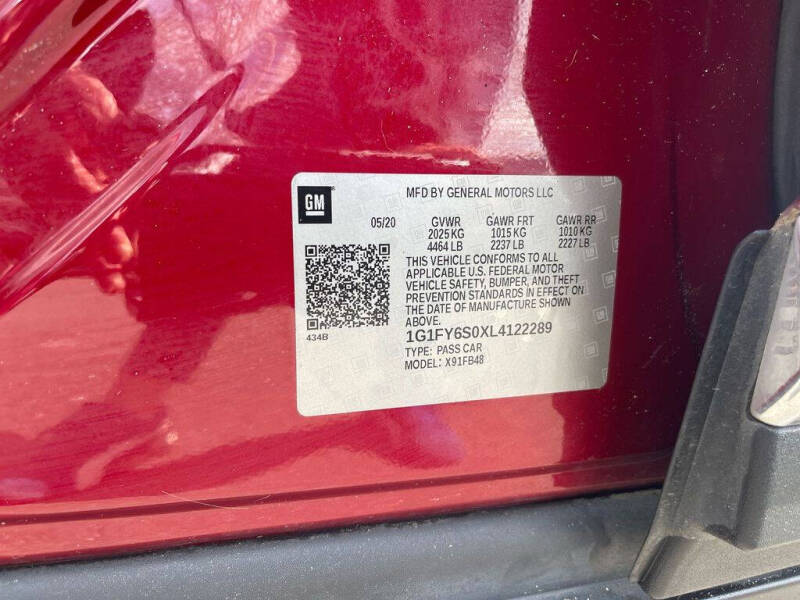 GM
MFD BY GENERAL MOTORS LLC
05/20 GVWR GAWR FRT GAWR RR
2025 KG 1015 KG 1010 KG
4464 LB 2237 LB 2227 LB
THIS VEHICLE CONFORMS TO ALL
APPLICABLE U.S. FEDERAL MOTOR
VEHICLE SAFETY, BUMPER, AND THEFT
PREVENTION STANDARDS IN EFFECT ON
THE DATE OF MANUFACTURE SHOWN
ABOVE.
434B
1G1FY6S0XL4122289
TYPE: PASS CAR
MODEL: X91FB48